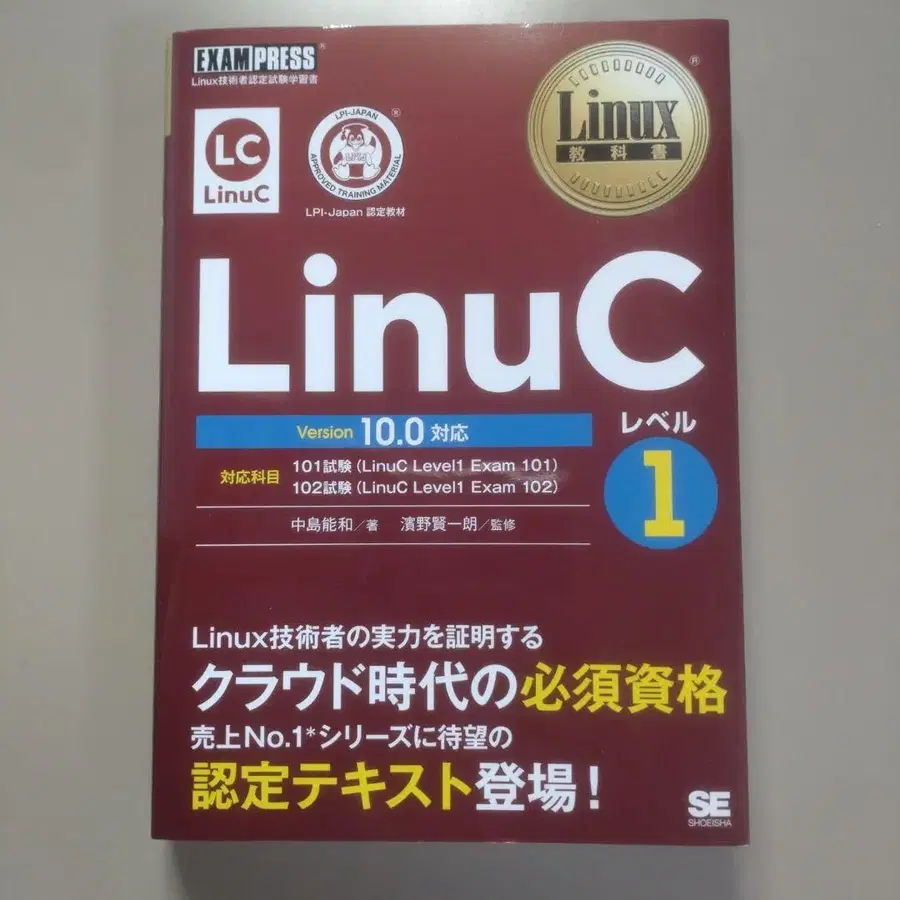 EXAMPRESS®
Linux技術者認定試験学習書
LC
LinuC
LPI-JAPAN
APPROVED TRAINING MATERIAL
®
LPI-Japan 認定教材
Linux
教科書
®
LinuC
レベル
1
Version 10.0 対応
対応科目
101試験（LinuC Level1 Exam 101）
102試験（LinuC Level1 Exam 102）
中島能和／著 濱野賢一朗／監修
Linux技術者の実力を証明する
クラウド時代の必須資格
売上No.1*シリーズに待望の
認定テキスト登場！
SE
SHOEISHA